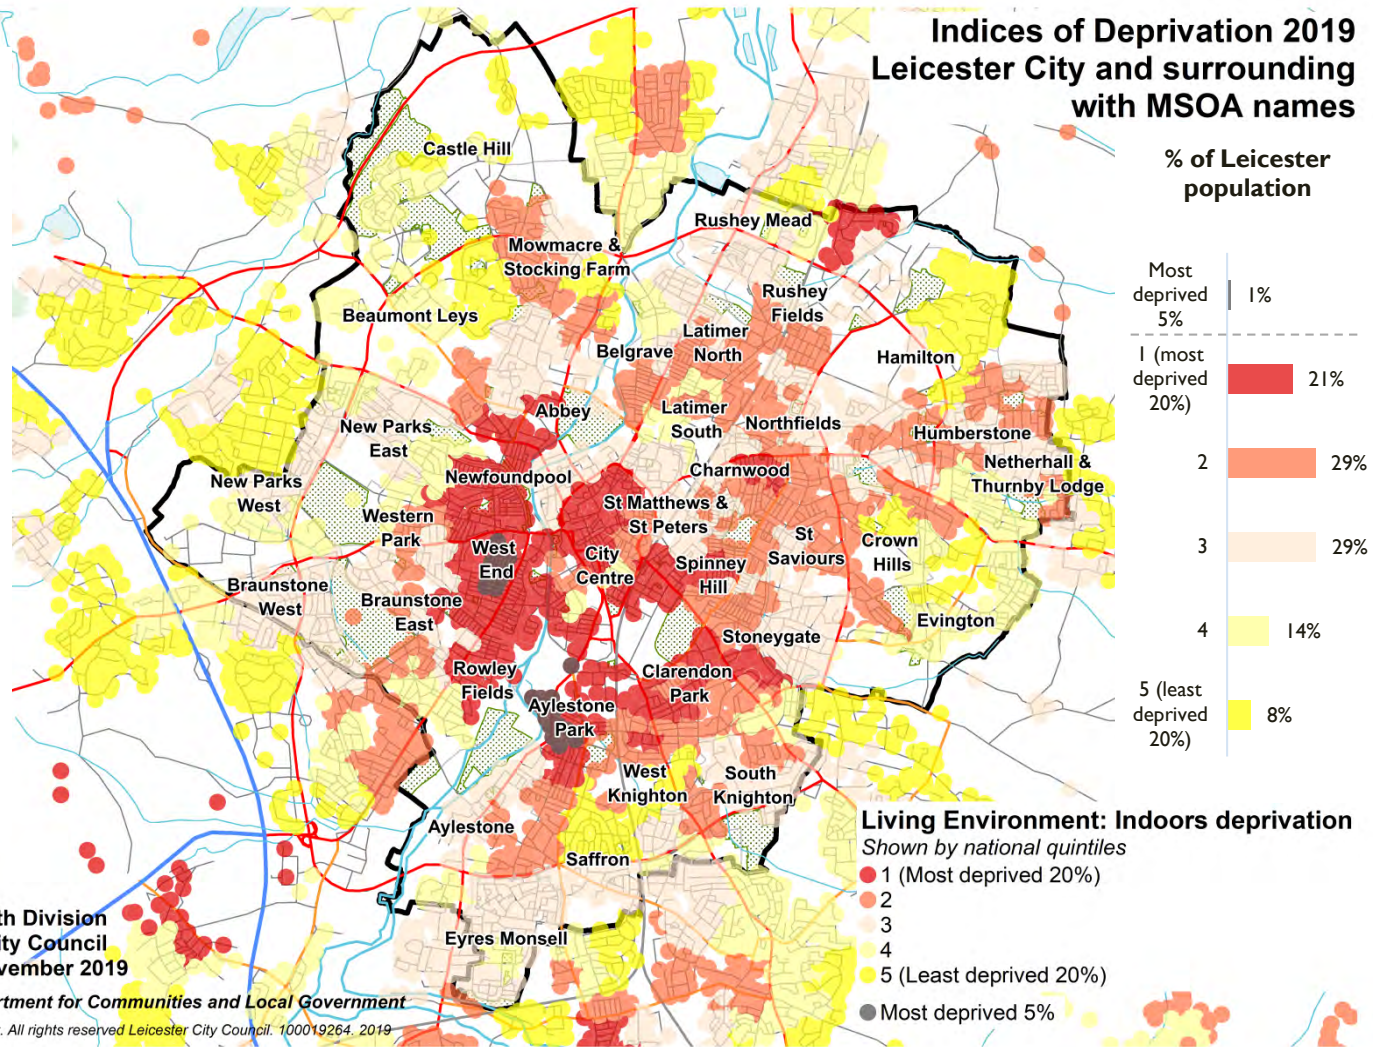 Indices of Deprivation 2019
Leicester City and surrounding
with MSOA names
% of Leicester
population
Most
deprived
5%
1%
1 (most
deprived
20%)
21%
2
29%
3
29%
4
14%
5 (least
deprived
20%)
8%
Castle Hill
Rushey Mead
Mowmacre &
Stocking Farm
Rushey
Fields
Beaumont Leys
Latimer
North
Belgrave
Hamilton
Abbey
Latimer
South
New Parks
East
Northfields
Humberstone
Charnwood
Netherhall &
Thurnby Lodge
Newfoundpool
New Parks
West
St Matthews &
St Peters
Western
Park
St
Saviours
Crown
Hills
West
End
City
Centre
Spinney
Hill
Braunstone
West
Braunstone
East
Evington
Stoneygate
Rowley
Fields
Clarendon
Park
Aylestone
Park
West
Knighton
South
Knighton
Aylestone
Saffron
Eyres Monsell
Living Environment: Indoors deprivation
Shown by national quintiles
1 (Most deprived 20%)
2
3
4
5 (Least deprived 20%)
Most deprived 5%
th Division
ity Council
vember 2019
rtment for Communities and Local Government
. All rights reserved Leicester City Council. 100019264. 2019